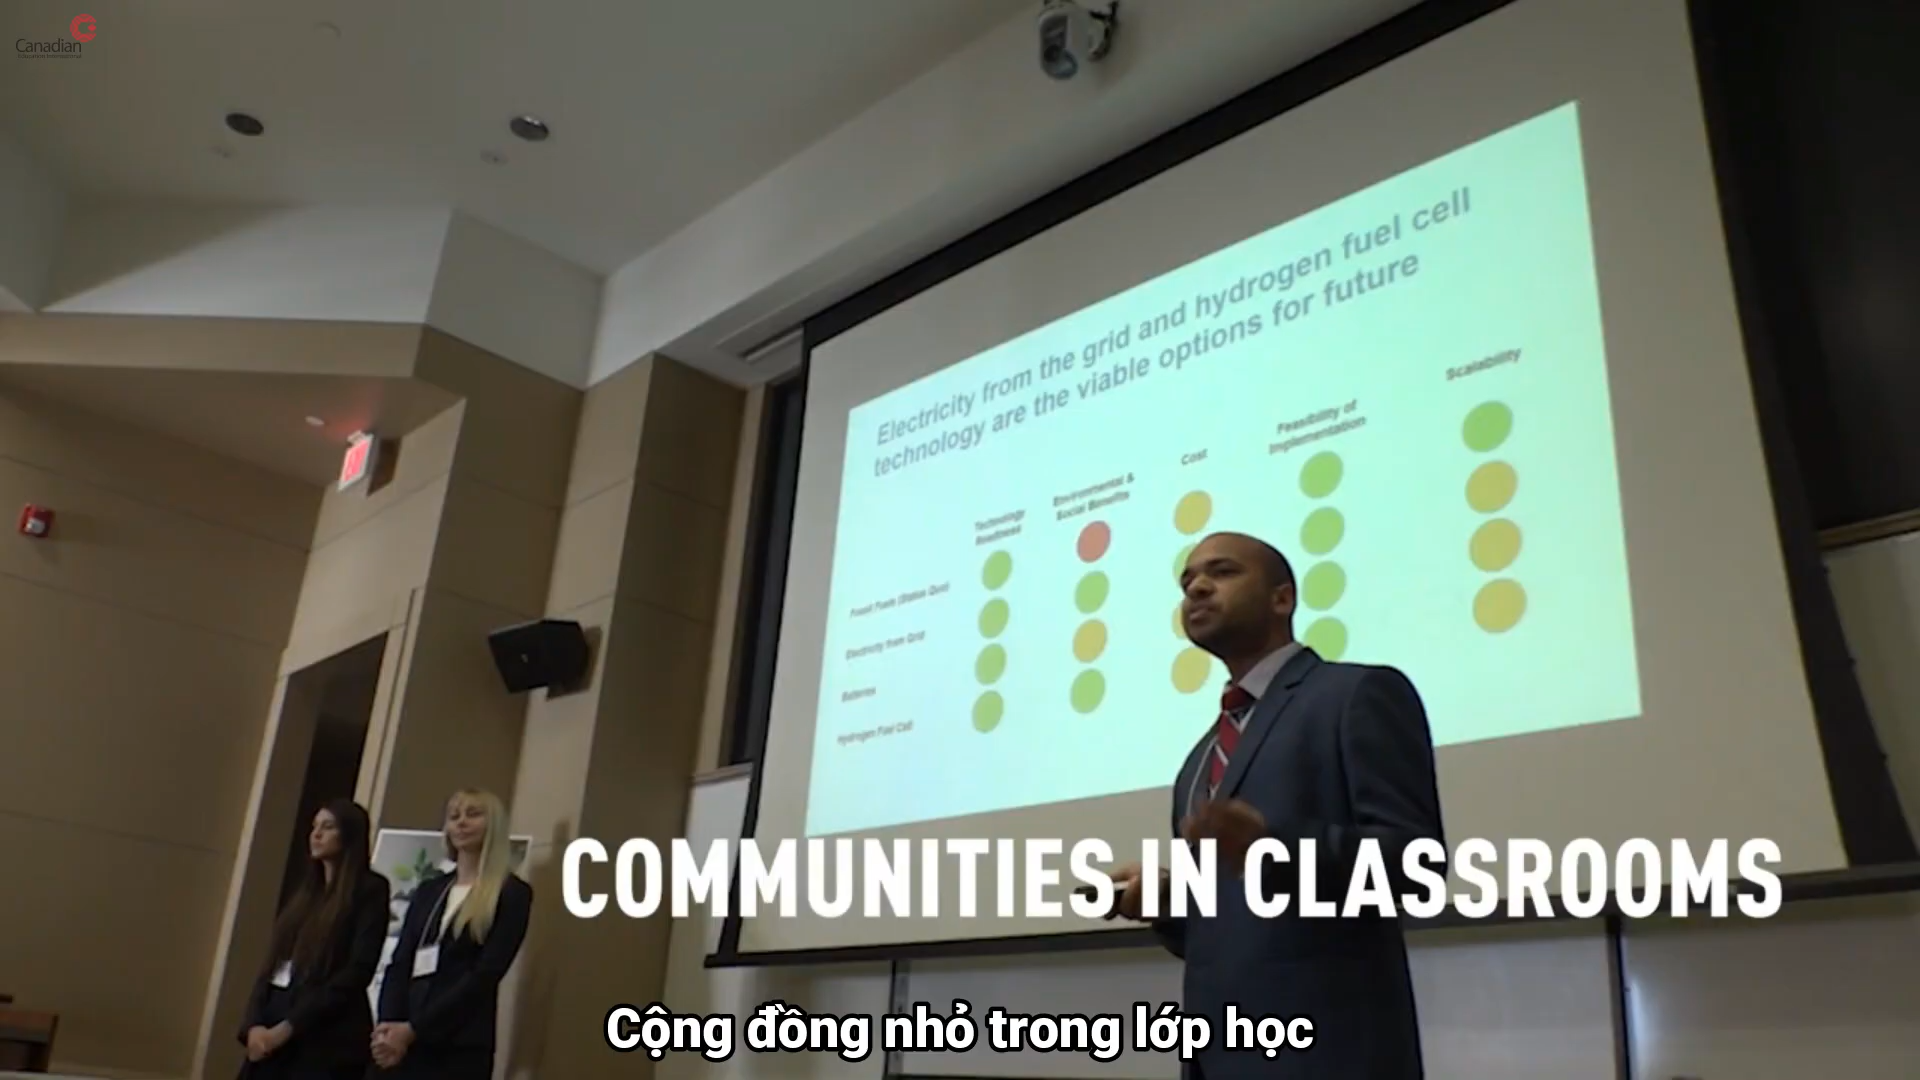 Canadian
Electricity from the grid and hydrogen fuel cell
technology are the viable options for future
Technology
Readiness
Environmental &
Social Benefits
Cost
Feasibility of
Implementation
Scalability
Fossil Fuels (Status Quo)
Electricity from Grid
Batteries
Hydrogen Fuel Cell
COMMUNITIES IN CLASSROOMS
Cộng đồng nhỏ trong lớp học